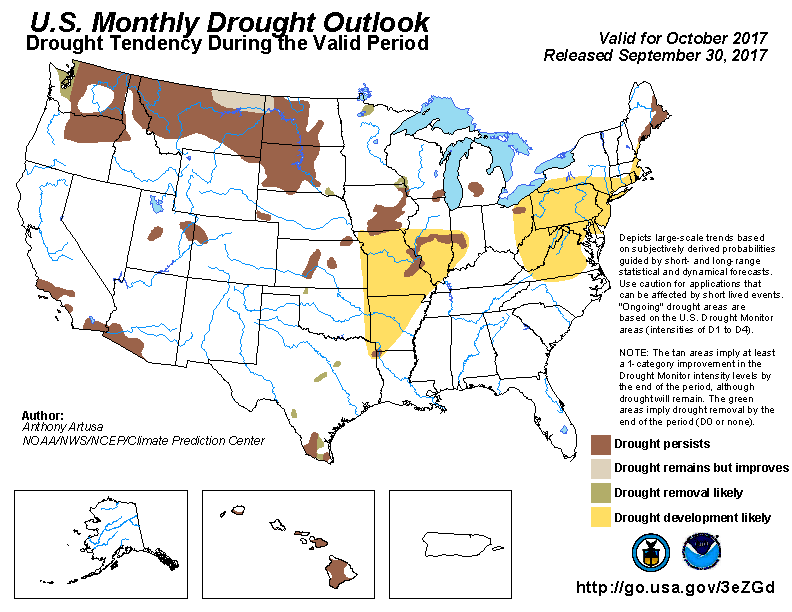 U.S. Monthly Drought Outlook
Drought Tendency During the Valid Period
Valid for October 2017
Released September 30, 2017
Depicts large-scale trends based
on subjectively derived probabilities
guided by short- and long-range
statistical and dynamical forecasts.
Use caution for applications that
can be affected by short lived events.
"Ongoing" drought areas are
based on the U.S. Drought Monitor
areas (intensities of D1 to D4).
NOTE: The tan areas imply at least
a 1-category improvement in the
Drought Monitor intensity levels by
the end of the period, although
drought will remain. The green
areas imply drought removal by the
end of the period (D0 or none).
Author:
Anthony Artusa
NOAA/NWS/NCEP/Climate Prediction Center
Drought persists
Drought remains but improves
Drought removal likely
Drought development likely
http://go.usa.gov/3eZGd